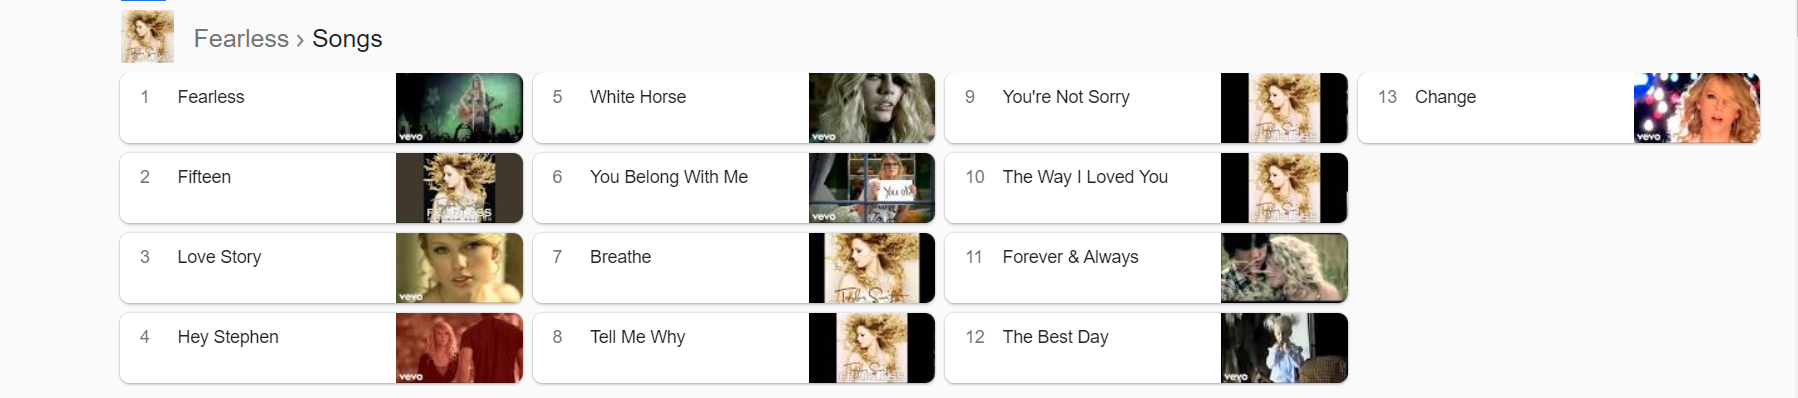 Fearless › Songs
1 Fearless
vevo
2 Fifteen
FEARLESS
3 Love Story
vevo
4 Hey Stephen
vevo
5 White Horse
vevo
6 You Belong With Me
YOU OK
vevo
7 Breathe
Taylor Swift
8 Tell Me Why
9 You're Not Sorry
10 The Way I Loved You
11 Forever & Always
12 The Best Day
vevo
13 Change
vevo